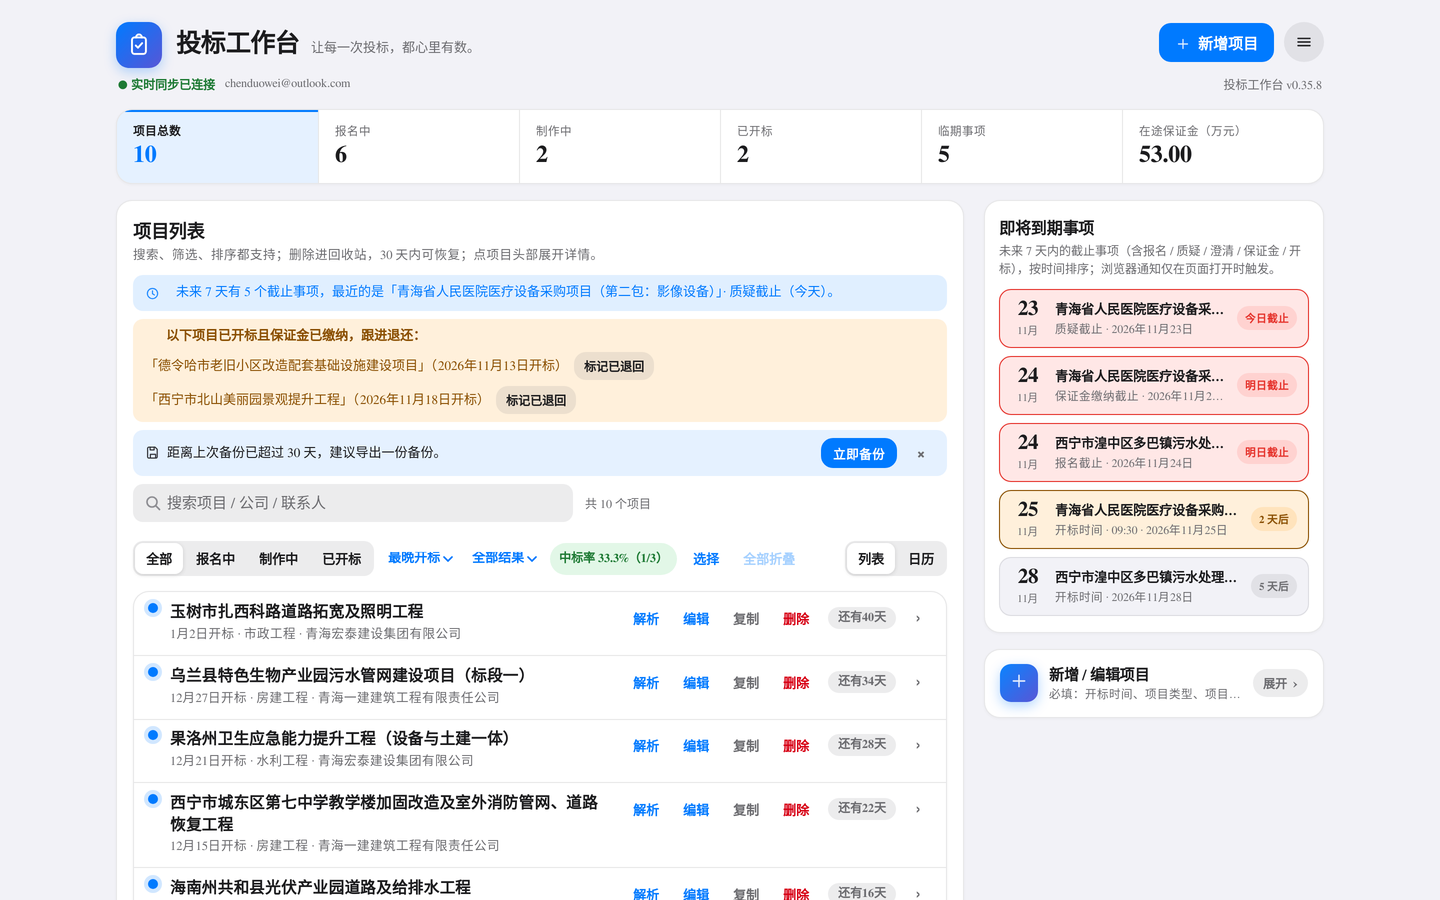 投标工作台 让每一次投标，都心里有数。
＋ 新增项目
实时同步已连接 chenduowei@outlook.com
投标工作台 v0.35.8
项目总数
10
报名中
6
制作中
2
已开标
2
临期事项
5
在途保证金（万元）
53.00
项目列表
搜索、筛选、排序都支持；删除进回收站，30 天内可恢复；点项目头部展开详情。
未来 7 天有 5 个截止事项，最近的是「青海省人民医院医疗设备采购项目（第二包：影像设备）」· 质疑截止（今天）。
以下项目已开标且保证金已缴纳，跟进退还：
「德令哈市老旧小区改造配套基础设施建设项目」（2026年11月13日开标） 标记已退回
「西宁市北山美丽园景观提升工程」（2026年11月18日开标） 标记已退回
距离上次备份已超过 30 天，建议导出一份备份。 立即备份 ×
搜索项目 / 公司 / 联系人 共 10 个项目
全部 报名中 制作中 已开标 最晚开标 全部结果 中标率 33.3%（1/3） 选择 全部折叠 列表 日历
玉树市扎西科路道路拓宽及照明工程
1月2日开标 · 市政工程 · 青海宏泰建设集团有限公司
解析 编辑 复制 删除 还有40天 ›
乌兰县特色生物产业园污水管网建设项目（标段一）
12月27日开标 · 房建工程 · 青海一建建筑工程有限责任公司
解析 编辑 复制 删除 还有34天 ›
果洛州卫生应急能力提升工程（设备与土建一体）
12月21日开标 · 水利工程 · 青海宏泰建设集团有限公司
解析 编辑 复制 删除 还有28天 ›
西宁市城东区第七中学教学楼加固改造及室外消防管网、道路
恢复工程
12月15日开标 · 房建工程 · 青海一建建筑工程有限责任公司
解析 编辑 复制 删除 还有22天 ›
海南州共和县光伏产业园道路及给排水工程
解析 编辑 复制 删除 还有16天 ›
即将到期事项
未来 7 天内的截止事项（含报名 / 质疑 / 澄清 / 保证金 / 开
标），按时间排序；浏览器通知仅在页面打开时触发。
23 青海省人民医院医疗设备采... 今日截止
11月 质疑截止 · 2026年11月23日
24 青海省人民医院医疗设备采... 明日截止
11月 保证金缴纳截止 · 2026年11月2...
24 西宁市湟中区多巴镇污水处... 明日截止
11月 报名截止 · 2026年11月24日
25 青海省人民医院医疗设备采购... 2 天后
11月 开标时间 · 09:30 · 2026年11月25日
28 西宁市湟中区多巴镇污水处理... 5 天后
11月 开标时间 · 2026年11月28日
＋ 新增 / 编辑项目
必填：开标时间、项目类型、项目...
展开 ›